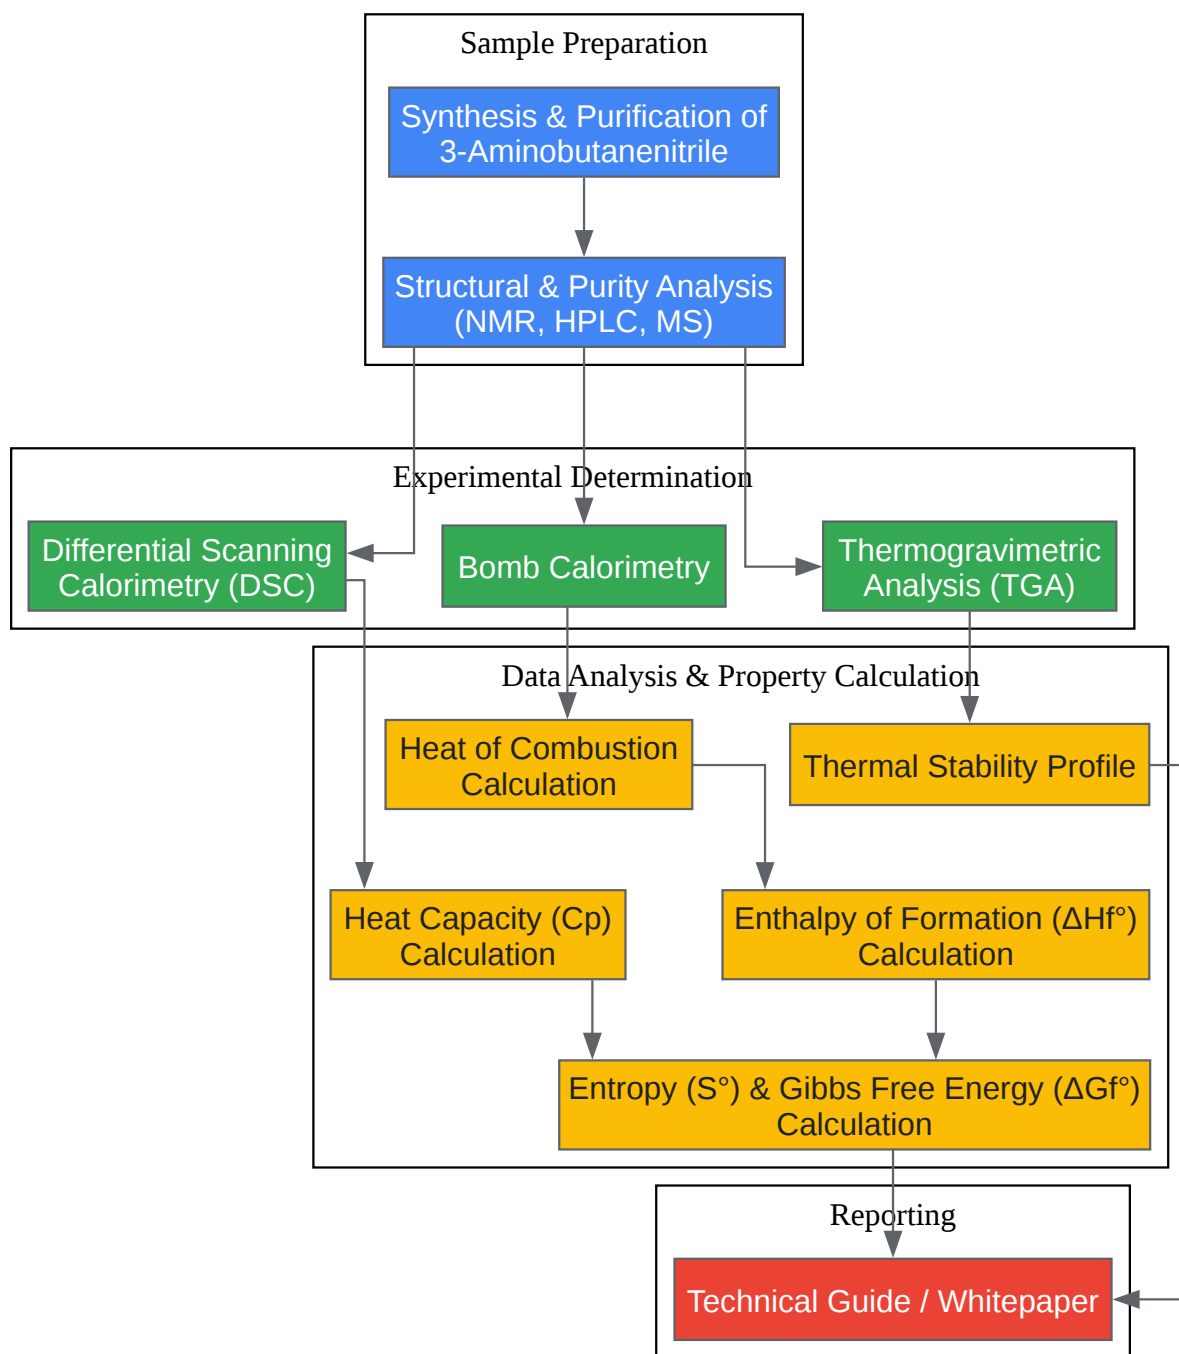 Sample Preparation
Synthesis & Purification of
3-Aminobutanenitrile
Structural & Purity Analysis
(NMR, HPLC, MS)
Experimental Determination
Differential Scanning
Calorimetry (DSC)
Bomb Calorimetry
Thermogravimetric
Analysis (TGA)
Data Analysis & Property Calculation
Heat of Combustion
Calculation
Thermal Stability Profile
Heat Capacity (Cp)
Calculation
Enthalpy of Formation (ΔHf°)
Calculation
Entropy (S°) & Gibbs Free Energy (ΔGf°)
Calculation
Reporting
Technical Guide / Whitepaper